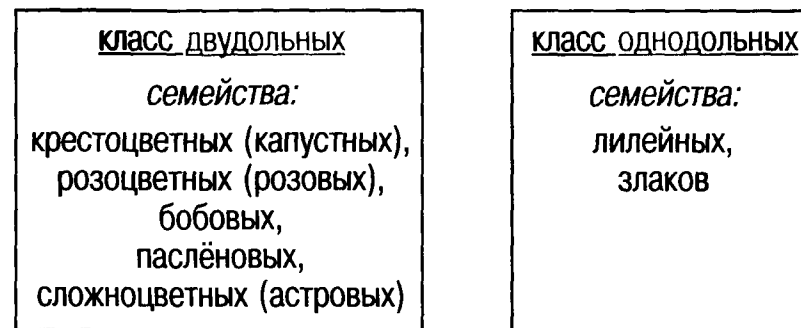 класс двудольных
семейства:
крестоцветных (капустных),
розоцветных (розовых),
бобовых,
паслёновых,
сложноцветных (астровых)
класс однодольных
семейства:
лилейных,
злаков